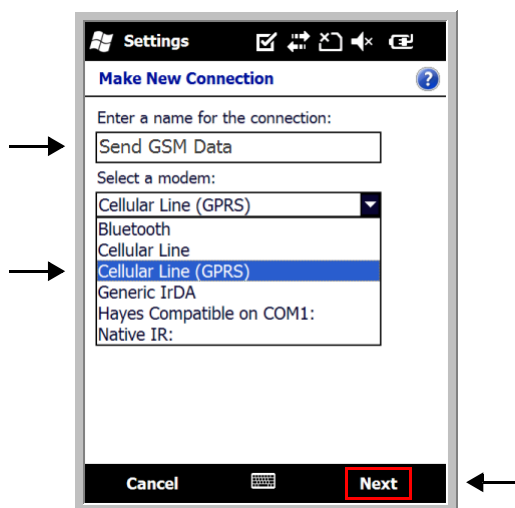 Settings
Make New Connection
?
Enter a name for the connection:
Send GSM Data
Select a modem:
Cellular Line (GPRS)
Bluetooth
Cellular Line
Cellular Line (GPRS)
Generic IrDA
Hayes Compatible on COM1:
Native IR:
Cancel Next